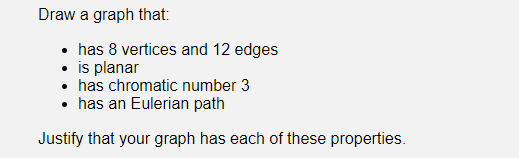 Draw a graph that:
• has 8 vertices and 12 edges
• is planar
• has chromatic number 3
• has an Eulerian path
Justify that your graph has each of these properties.